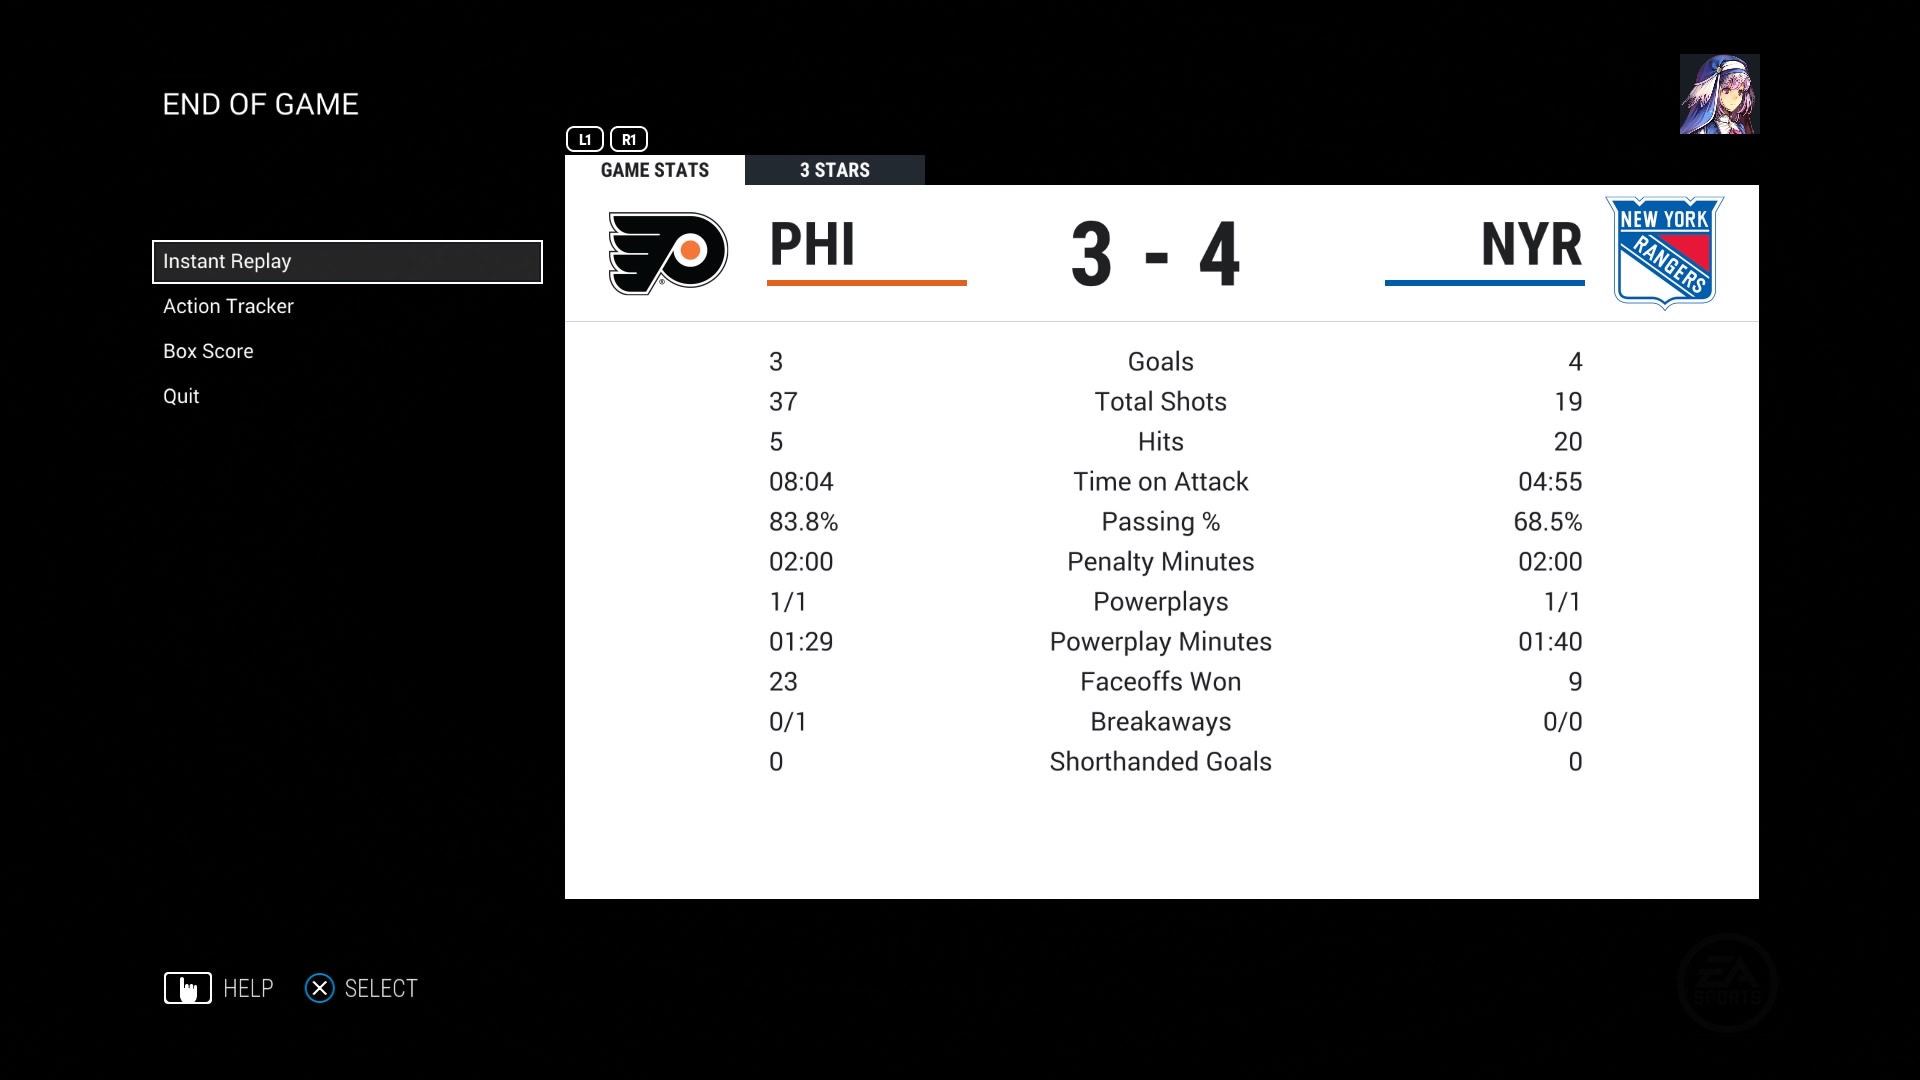 END OF GAME
L1 R1
GAME STATS 3 STARS
PHI 3 - 4 NYR
NEW YORK
RANGERS
Instant Replay
Action Tracker
Box Score
Quit
3 Goals 4
37 Total Shots 19
5 Hits 20
08:04 Time on Attack 04:55
83.8% Passing % 68.5%
02:00 Penalty Minutes 02:00
1/1 Powerplays 1/1
01:29 Powerplay Minutes 01:40
23 Faceoffs Won 9
0/1 Breakaways 0/0
0 Shorthanded Goals 0
HELP SELECT
EA
SPORTS